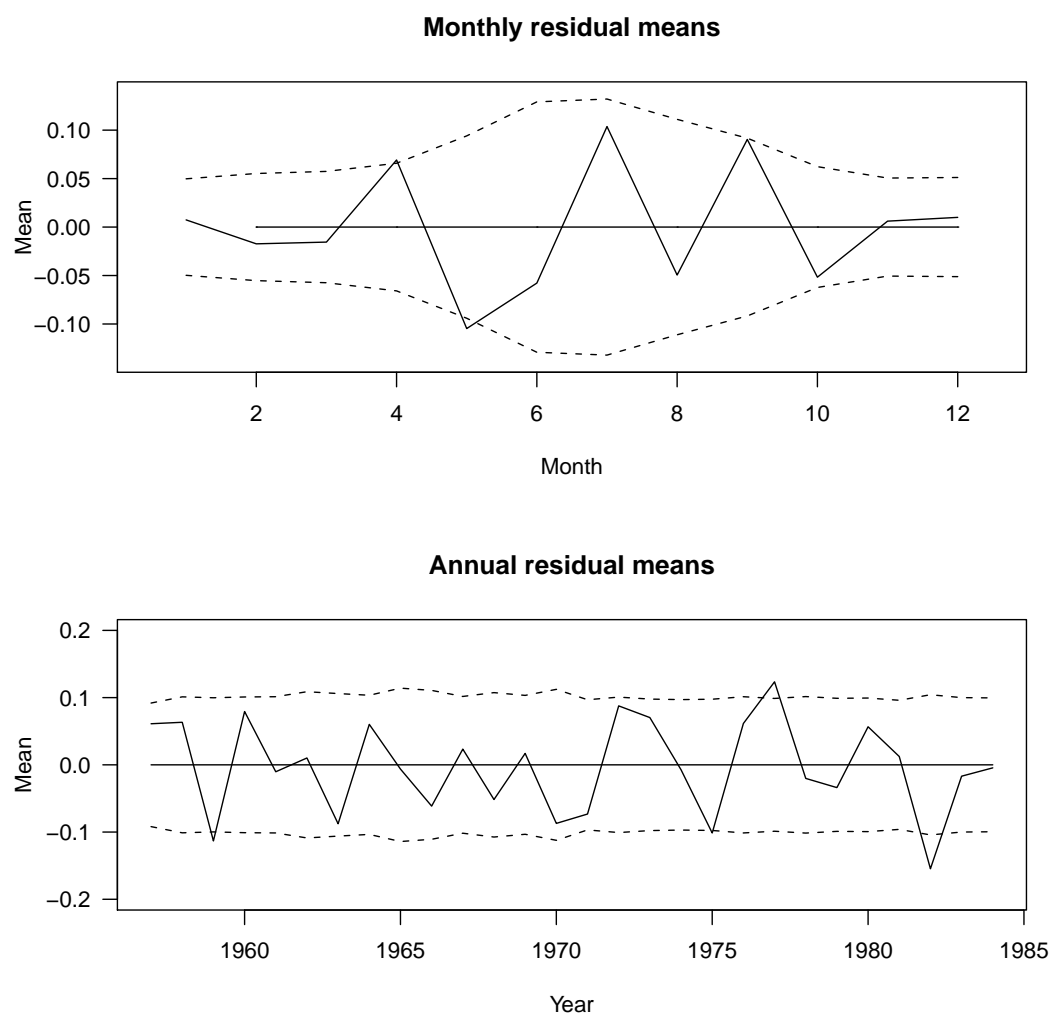 Monthly residual means
Mean
0.10
0.05
0.00
−0.05
−0.10
2 4 6 8 10 12
Month
Annual residual means
Mean
0.2
0.1
0.0
−0.1
−0.2
1960 1965 1970 1975 1980 1985
Year